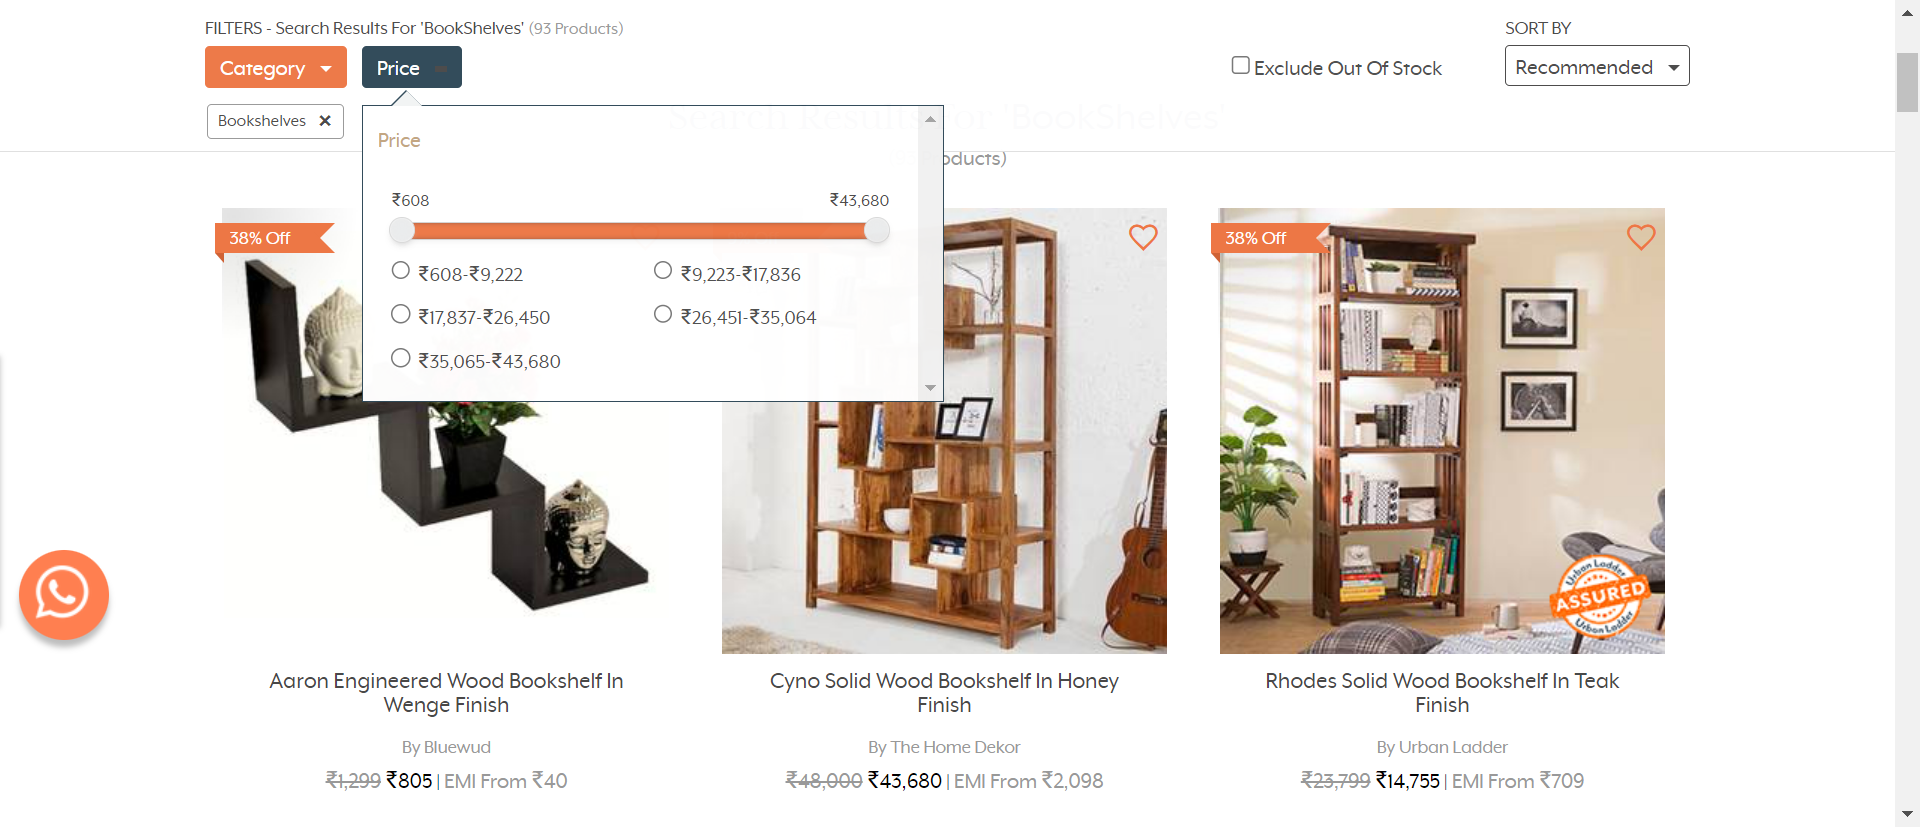 FILTERS - Search Results For 'BookShelves' (93 Products)
SORT BY
Category
Price
Exclude Out Of Stock
Recommended
Bookshelves ✕
Search Results For 'BookShelves'
oducts)
Price
₹608
₹43,680
₹608-₹9,222
₹9,223-₹17,836
₹17,837-₹26,450
₹26,451-₹35,064
₹35,065-₹43,680
38% Off
38% Off
Urban Ladder
ASSURED
Urban Ladder
Aaron Engineered Wood Bookshelf In
Wenge Finish
By Bluewud
₹1,299 ₹805 | EMI From ₹40
Cyno Solid Wood Bookshelf In Honey
Finish
By The Home Dekor
₹48,000 ₹43,680 | EMI From ₹2,098
Rhodes Solid Wood Bookshelf In Teak
Finish
By Urban Ladder
₹23,799 ₹14,755 | EMI From ₹709